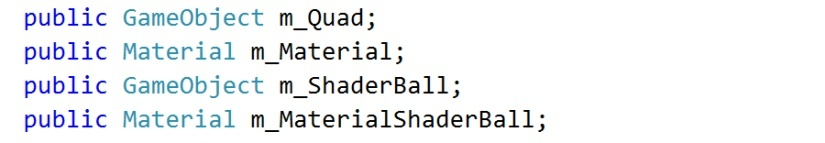 public GameObject m_Quad;
public Material m_Material;
public GameObject m_ShaderBall;
public Material m_MaterialShaderBall;